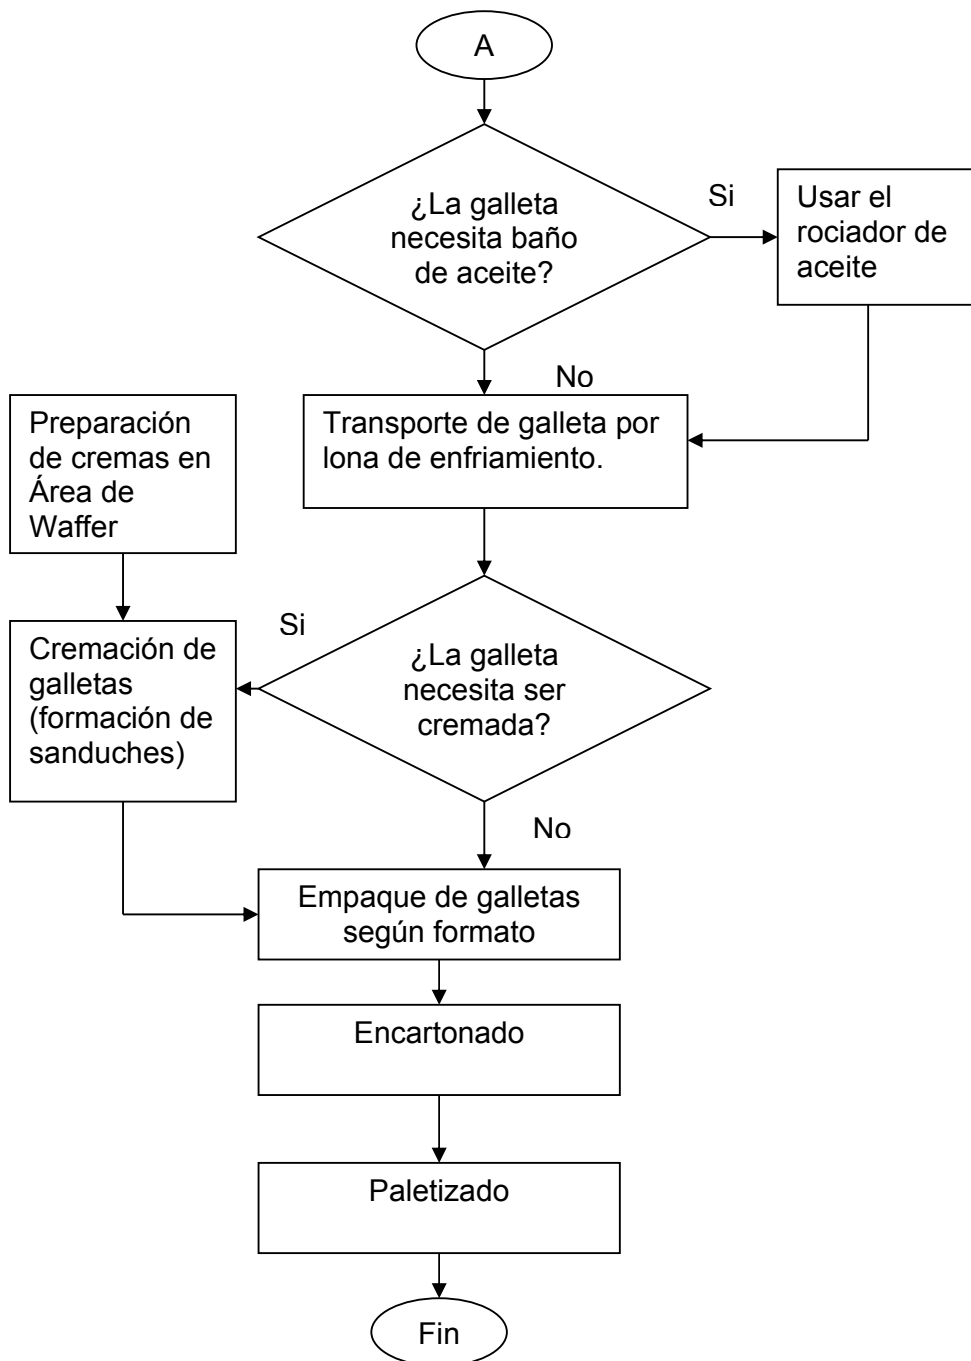 A
¿La galleta
necesita baño
de aceite?
Si
Usar el
rociador de
aceite
No
Transporte de galleta por
lona de enfriamiento.
Preparación
de cremas en
Área de
Waffer
Si
Cremación de
galletas
(formación de
sanduches)
¿La galleta
necesita ser
cremada?
No
Empaque de galletas
según formato
Encartonado
Paletizado
Fin